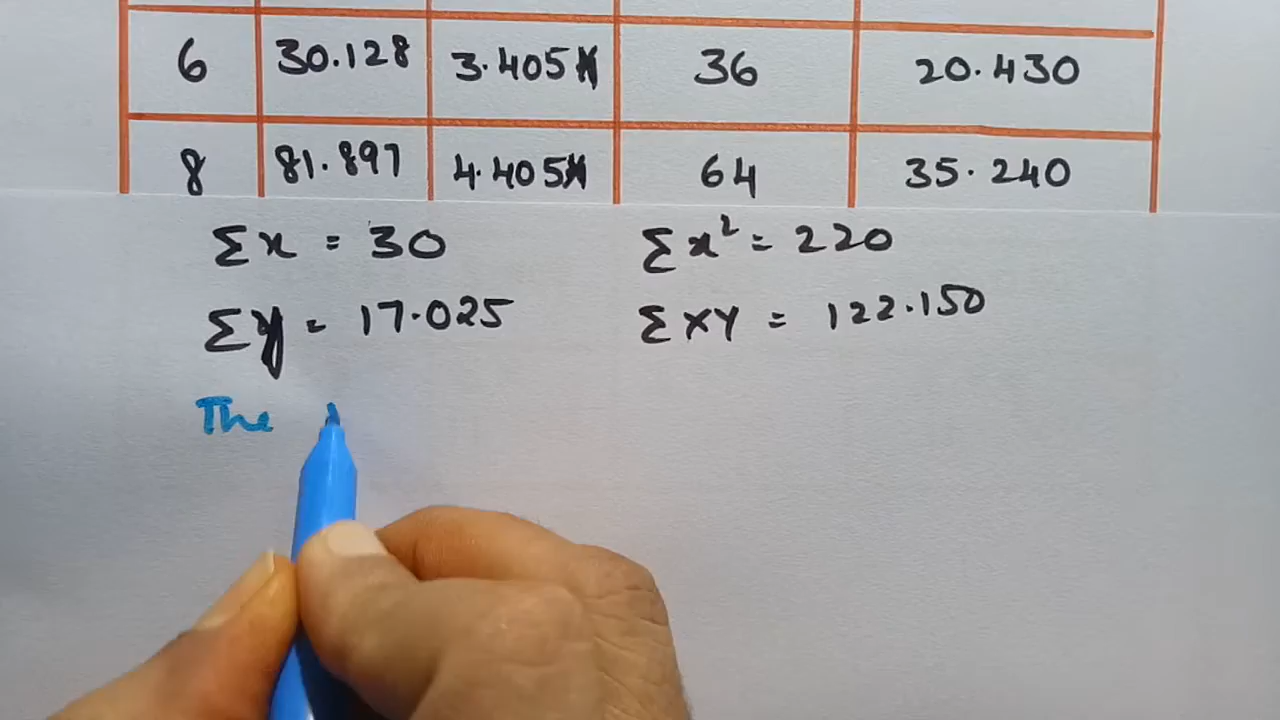 6 30.128 3.405 36 20.430
8 81.897 4.405 64 35.240
Σx = 30 Σx² = 220
Σy = 17.025 ΣXY = 122.150
The